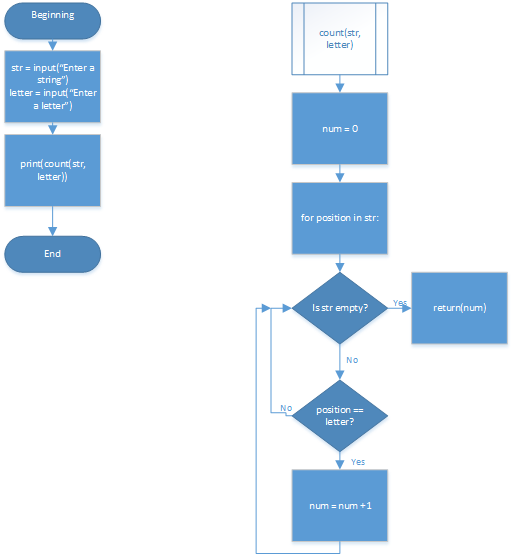 Beginning
str = input("Enter a
string")
letter = input("Enter
a letter")
print(count(str,
letter))
End
count(str,
letter)
num = 0
for position in str:
Is str empty?
Yes
return(num)
No
position ==
letter?
No
Yes
num = num +1